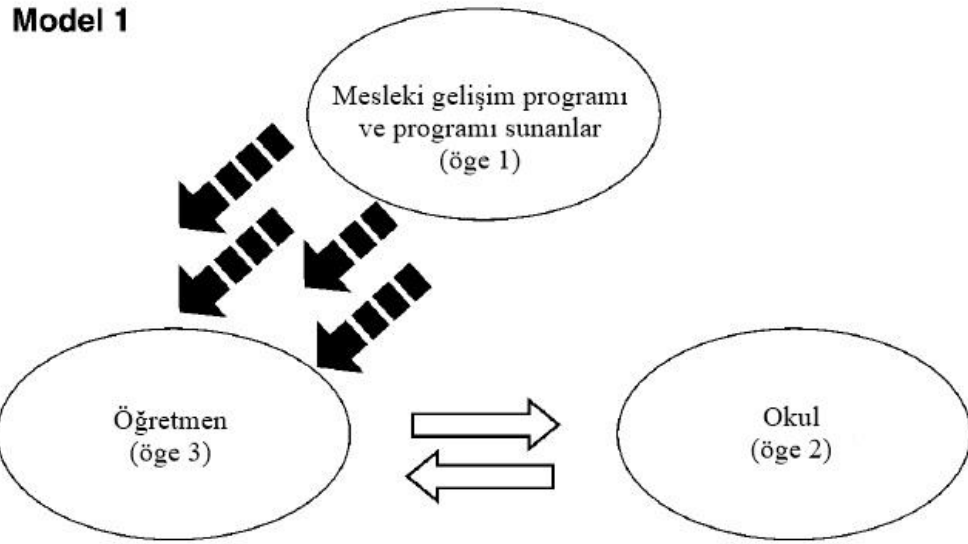 Model 1
Mesleki gelişim programı
ve programı sunanlar
(öge 1)
Öğretmen
(öge 3)
Okul
(öge 2)